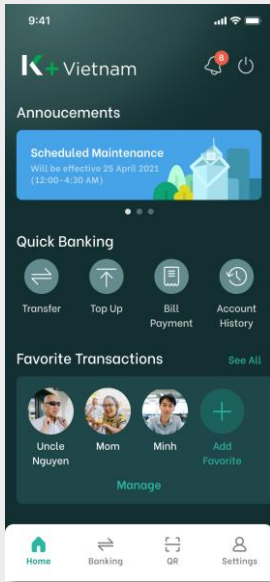 9:41
K+ Vietnam
8
Annoucements
Scheduled Maintenance
Will be effective 25 April 2021
(12:00-4:30 AM)
Quick Banking
Transfer
Top Up
Bill
Payment
Account
History
Favorite Transactions
See All
Uncle
Nguyen
Mom
Minh
Add
Favorite
Manage
Home
Banking
QR
Settings